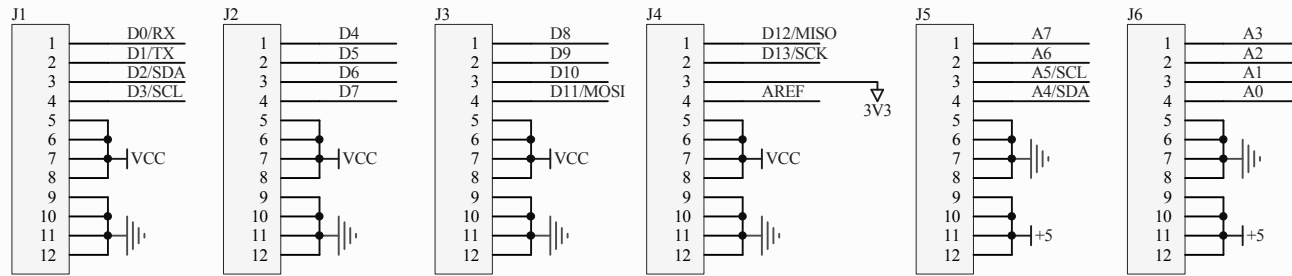 J1
1 D0/RX
2 D1/TX
3 D2/SDA
4 D3/SCL
5
6
7 VCC
8
9
10
11
12
J2
1 D4
2 D5
3 D6
4 D7
5
6
7 VCC
8
9
10
11
12
J3
1 D8
2 D9
3 D10
4 D11/MOSI
5
6
7 VCC
8
9
10
11
12
J4
1 D12/MISO
2 D13/SCK
3 3V3
4 AREF
5
6
7 VCC
8
9
10
11
12
J5
1 A7
2 A6
3 A5/SCL
4 A4/SDA
5
6
7
8
9
10
11 +5
12
J6
1 A3
2 A2
3 A1
4 A0
5
6
7
8
9
10
11 +5
12